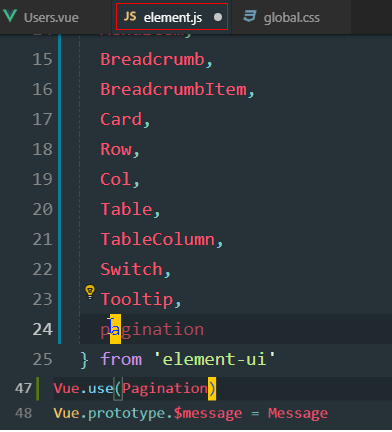 Users.vue JS element.js global.css
15 Breadcrumb,
16 BreadcrumbItem,
17 Card,
18 Row,
19 Col,
20 Table,
21 TableColumn,
22 Switch,
23 Tooltip,
24 pagination
25 } from 'element-ui'
47 Vue.use(Pagination)
48 Vue.prototype.$message = Message